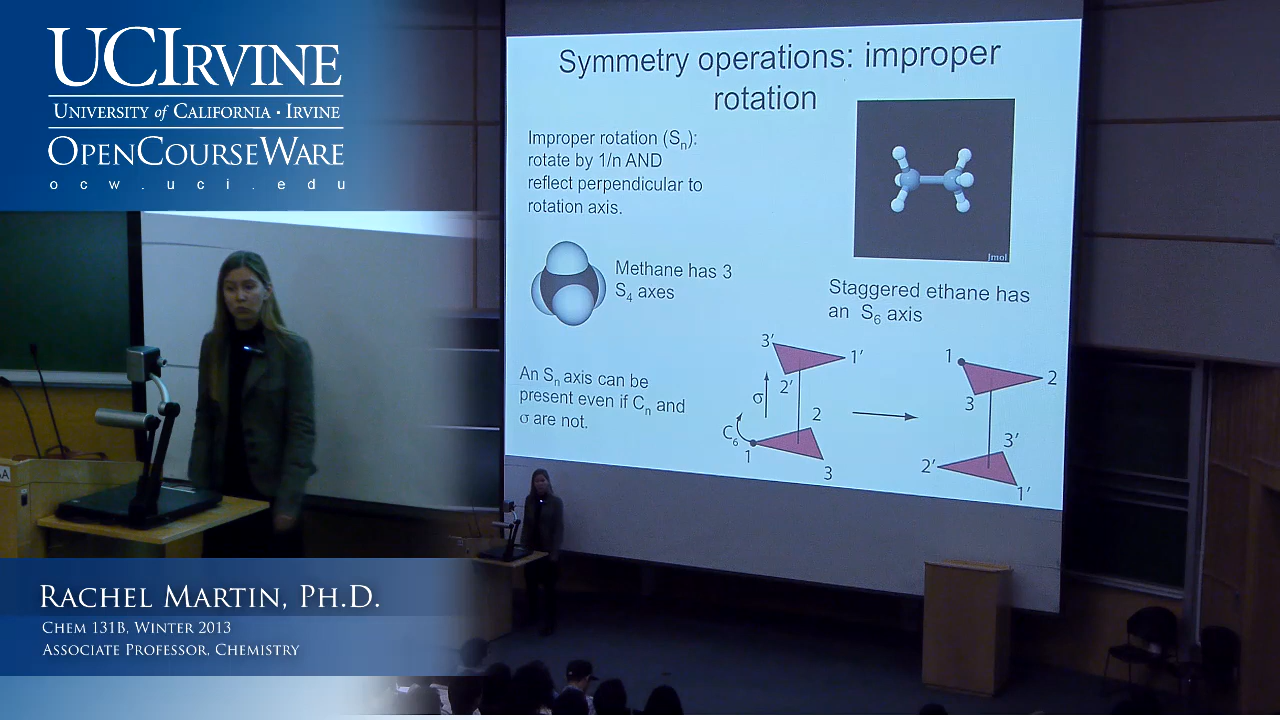 UCIRVINE
UNIVERSITY of CALIFORNIA · IRVINE
OPENCOURSEWARE
ocw.uci.edu
Symmetry operations: improper
rotation
Improper rotation (Sn):
rotate by 1/n AND
reflect perpendicular to
rotation axis.
Jmol
Methane has 3
S4 axes
Staggered ethane has
an S6 axis
An Sn axis can be
present even if Cn and
σ are not.
3′
1′
2′
σ
2
C6
1
3
1
2
3
3′
2′
1′
RACHEL MARTIN, PH.D.
CHEM 131B, WINTER 2013
ASSOCIATE PROFESSOR, CHEMISTRY